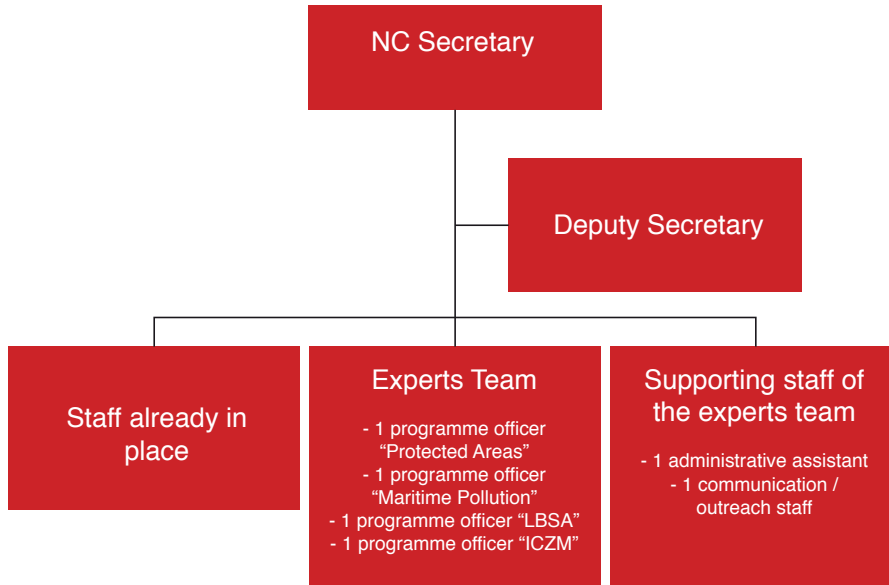 NC Secretary
Deputy Secretary
Staff already in
place
Experts Team
- 1 programme officer
“Protected Areas”
- 1 programme officer
“Maritime Pollution”
- 1 programme officer “LBSA”
- 1 programme officer “ICZM”
Supporting staff of
the experts team
- 1 administrative assistant
- 1 communication /
outreach staff